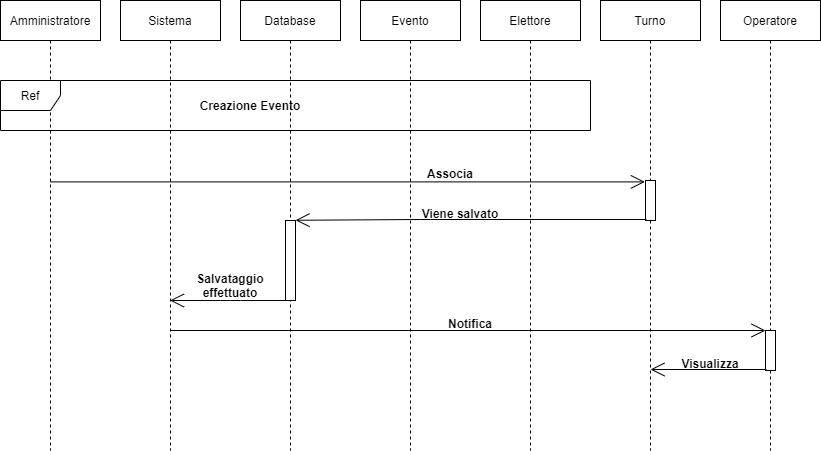 Amministratore
Sistema
Database
Evento
Elettore
Turno
Operatore
Ref
Creazione Evento
Associa
Viene salvato
Salvataggio
effettuato
Notifica
Visualizza